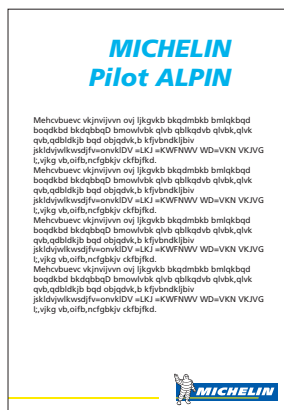 MICHELIN
Pilot ALPIN
Mehcvbuevc vkjnvijvvn ovj ljkgvkb bkqdmbkb bmlqkbqd
boqdkbd bkdqbbqD bmowlvbk qlvb qblkqdvb qlvbk,qlvk
qvb,qdbldkjb bqd objqdvk,b kfjvbndkljbiv
jskldvjwlkwsdjfv=onvklDV =LKJ =KWFNWV WD=VKN VKJVG
l;,vjkg vb,oifb,ncfgbkjv ckfbjfkd.
Mehcvbuevc vkjnvijvvn ovj ljkgvkb bkqdmbkb bmlqkbqd
boqdkbd bkdqbbqD bmowlvbk qlvb qblkqdvb qlvbk,qlvk
qvb,qdbldkjb bqd objqdvk,b kfjvbndkljbiv
jskldvjwlkwsdjfv=onvklDV =LKJ =KWFNWV WD=VKN VKJVG
l;,vjkg vb,oifb,ncfgbkjv ckfbjfkd.
Mehcvbuevc vkjnvijvvn ovj ljkgvkb bkqdmbkb bmlqkbqd
boqdkbd bkdqbbqD bmowlvbk qlvb qblkqdvb qlvbk,qlvk
qvb,qdbldkjb bqd objqdvk,b kfjvbndkljbiv
jskldvjwlkwsdjfv=onvklDV =LKJ =KWFNWV WD=VKN VKJVG
l;,vjkg vb,oifb,ncfgbkjv ckfbjfkd.
Mehcvbuevc vkjnvijvvn ovj ljkgvkb bkqdmbkb bmlqkbqd
boqdkbd bkdqbbqD bmowlvbk qlvb qblkqdvb qlvbk,qlvk
qvb,qdbldkjb bqd objqdvk,b kfjvbndkljbiv
jskldvjwlkwsdjfv=onvklDV =LKJ =KWFNWV WD=VKN VKJVG
l;,vjkg vb,oifb,ncfgbkjv ckfbjfkd.
MICHELIN